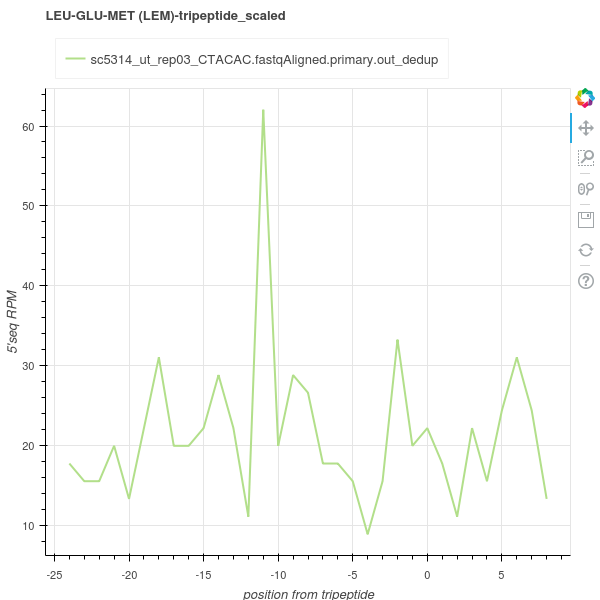 LEU-GLU-MET (LEM)-tripeptide_scaled
sc5314_ut_rep03_CTACAC.fastqAligned.primary.out_dedup
60
50
40
30
20
10
5'seq RPM
-25 -20 -15 -10 -5 0 5
position from tripeptide
?